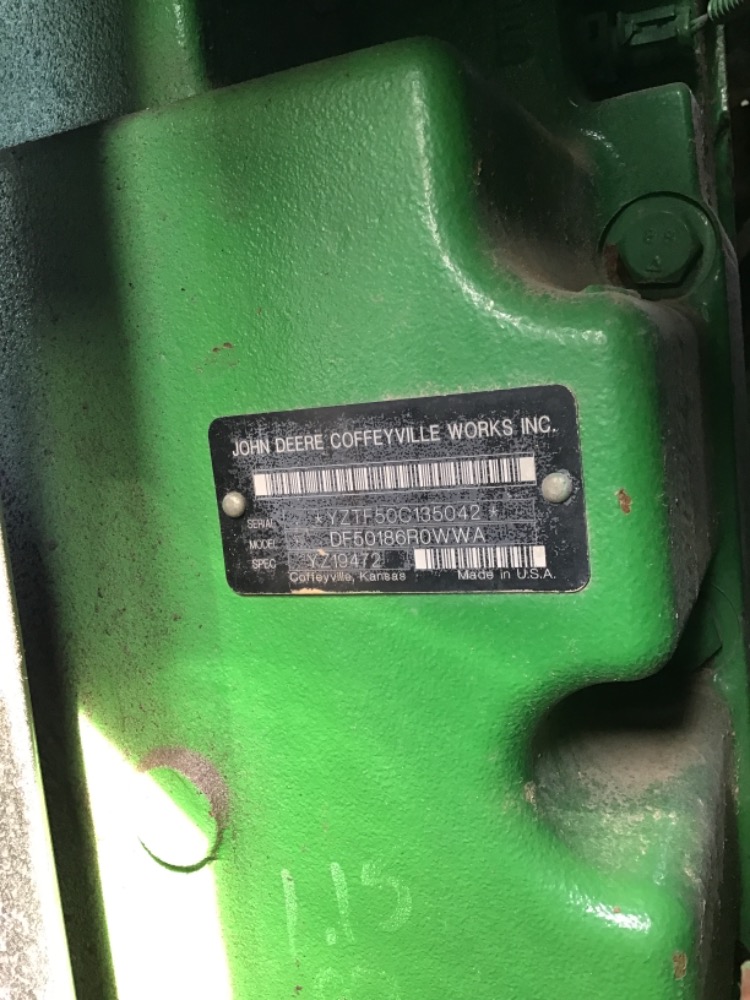 JOHN DEERE COFFEYVILLE WORKS INC.
SERIAL *YZTF50C135042*
MODEL DF50186R0WWA
SPEC YZ19472
Coffeyville, Kansas Made in U.S.A.
1.15